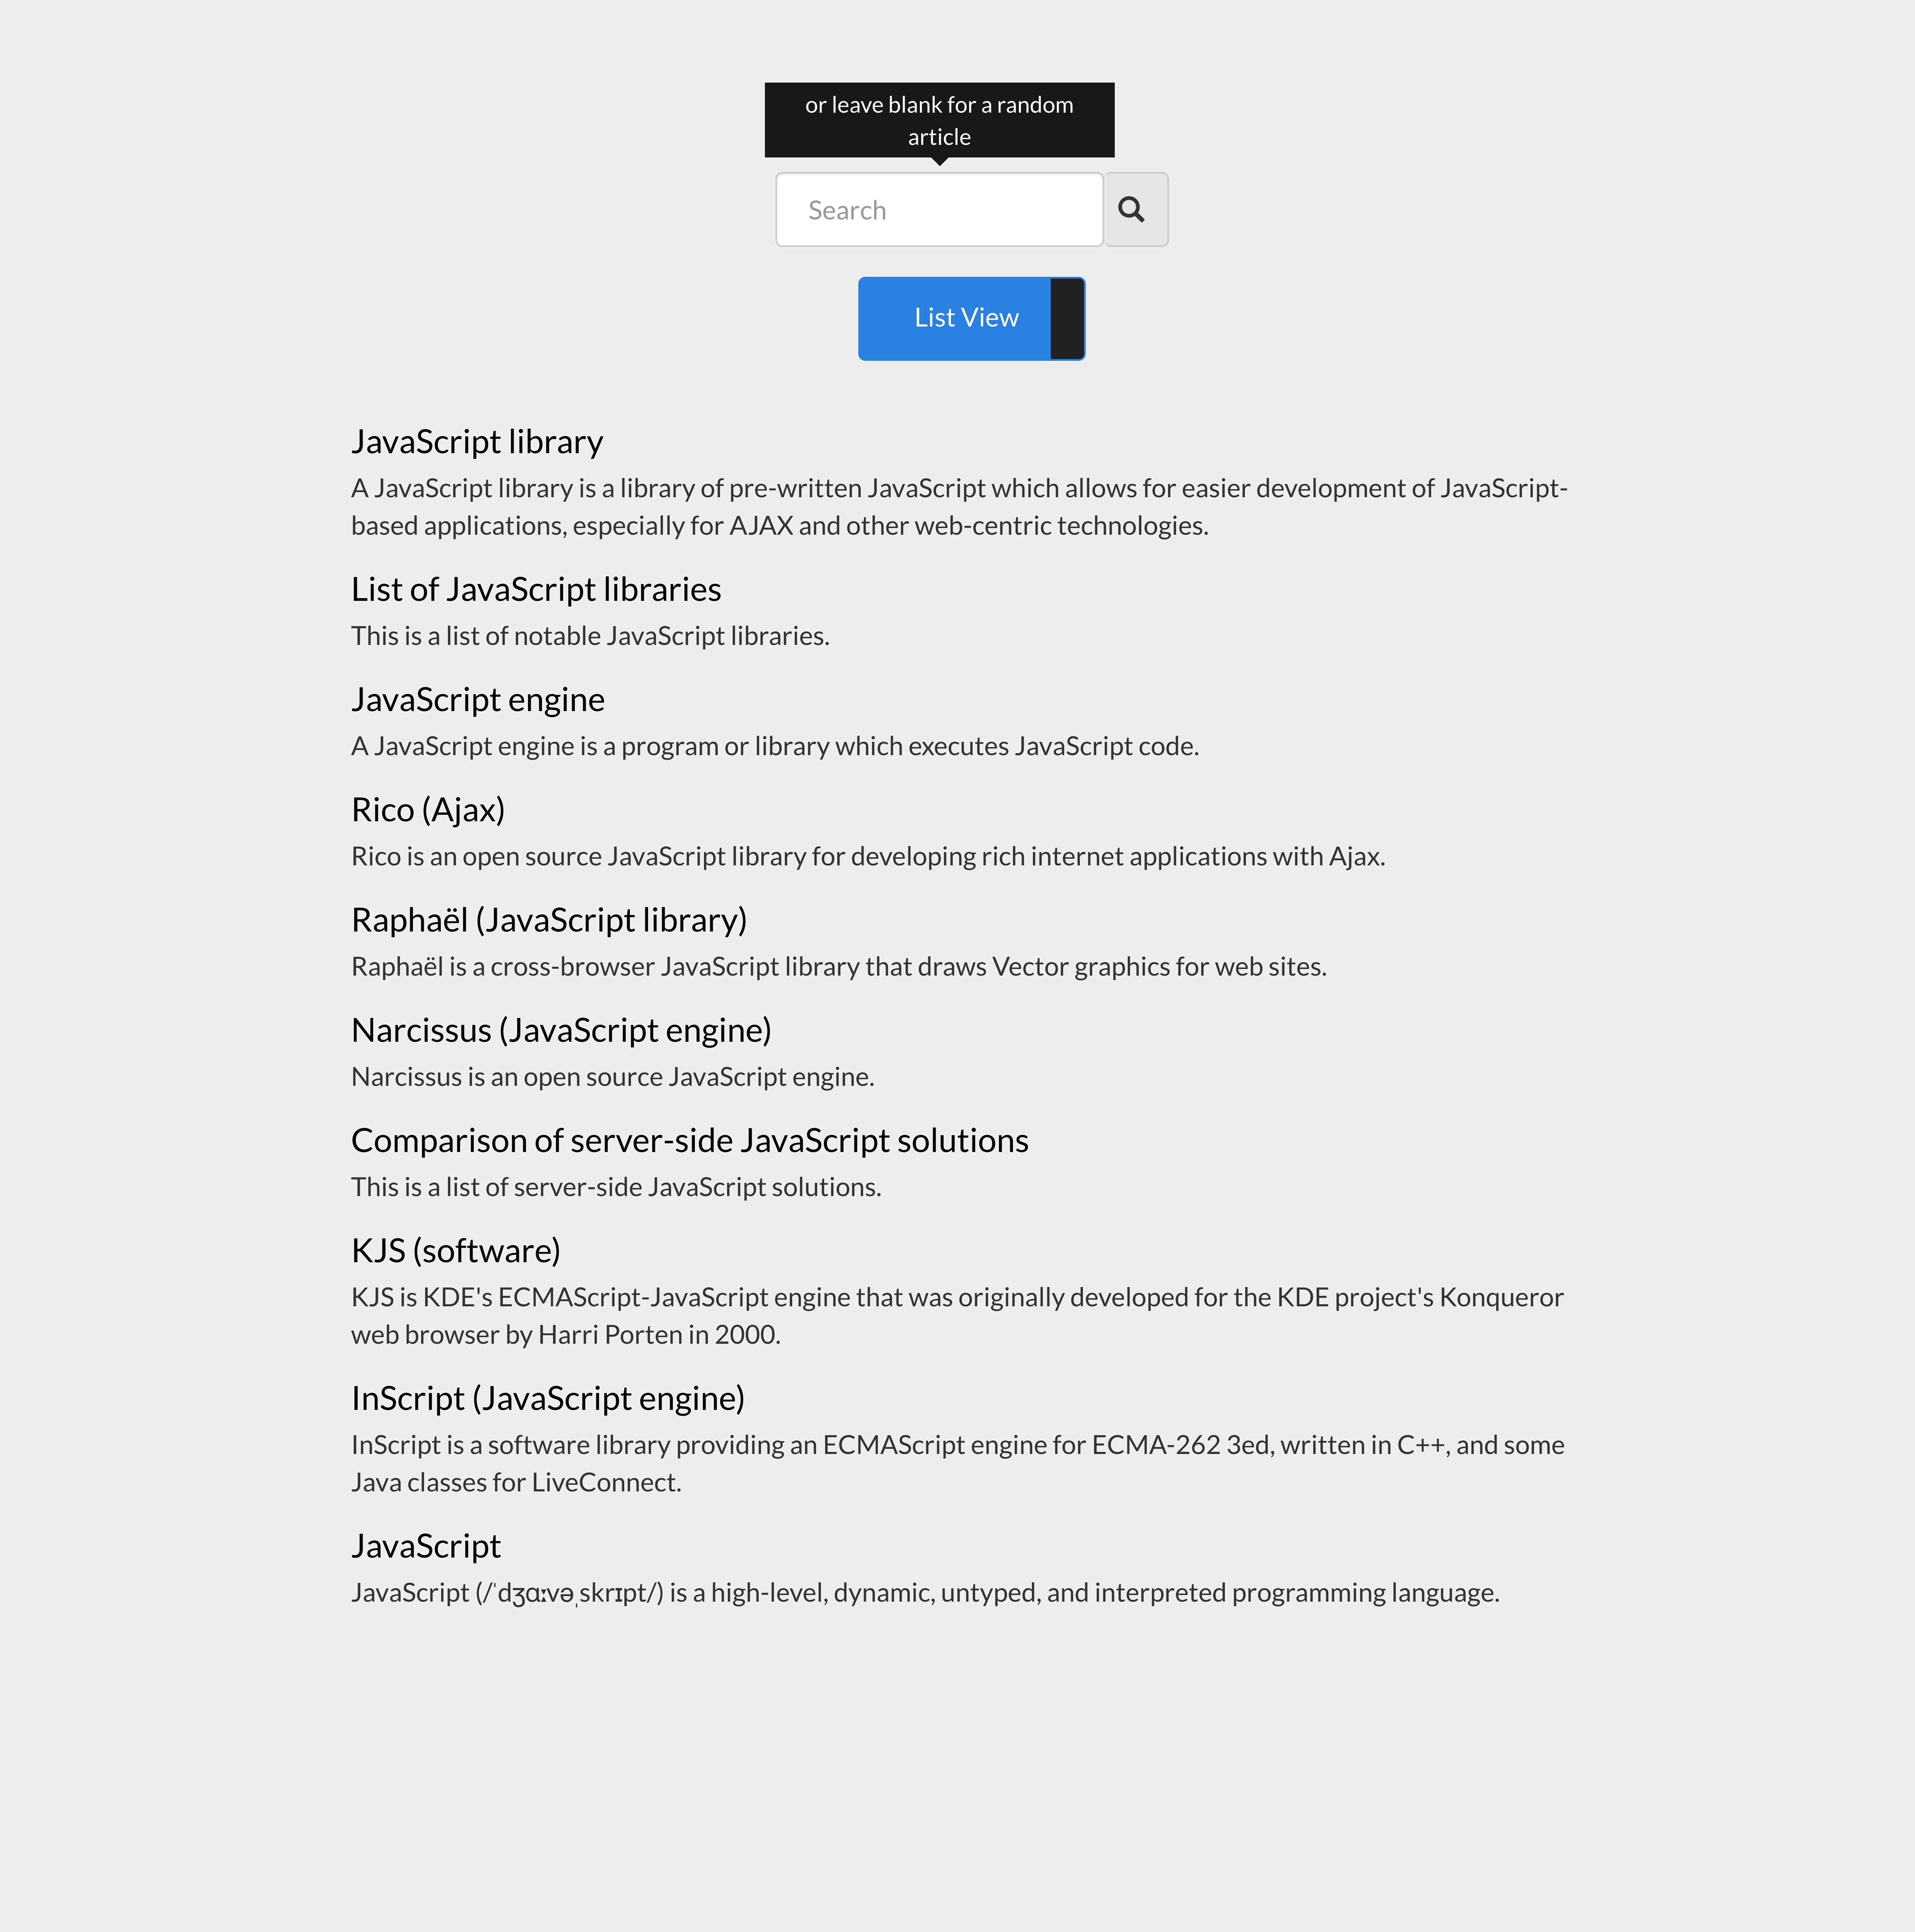 or leave blank for a random
article
Search
List View
JavaScript library
A JavaScript library is a library of pre-written JavaScript which allows for easier development of JavaScript-
based applications, especially for AJAX and other web-centric technologies.
List of JavaScript libraries
This is a list of notable JavaScript libraries.
JavaScript engine
A JavaScript engine is a program or library which executes JavaScript code.
Rico (Ajax)
Rico is an open source JavaScript library for developing rich internet applications with Ajax.
Raphaël (JavaScript library)
Raphaël is a cross-browser JavaScript library that draws Vector graphics for web sites.
Narcissus (JavaScript engine)
Narcissus is an open source JavaScript engine.
Comparison of server-side JavaScript solutions
This is a list of server-side JavaScript solutions.
KJS (software)
KJS is KDE's ECMAScript-JavaScript engine that was originally developed for the KDE project's Konqueror
web browser by Harri Porten in 2000.
InScript (JavaScript engine)
InScript is a software library providing an ECMAScript engine for ECMA-262 3ed, written in C++, and some
Java classes for LiveConnect.
JavaScript
JavaScript (/ˈdʒɑːvəˌskrɪpt/) is a high-level, dynamic, untyped, and interpreted programming language.